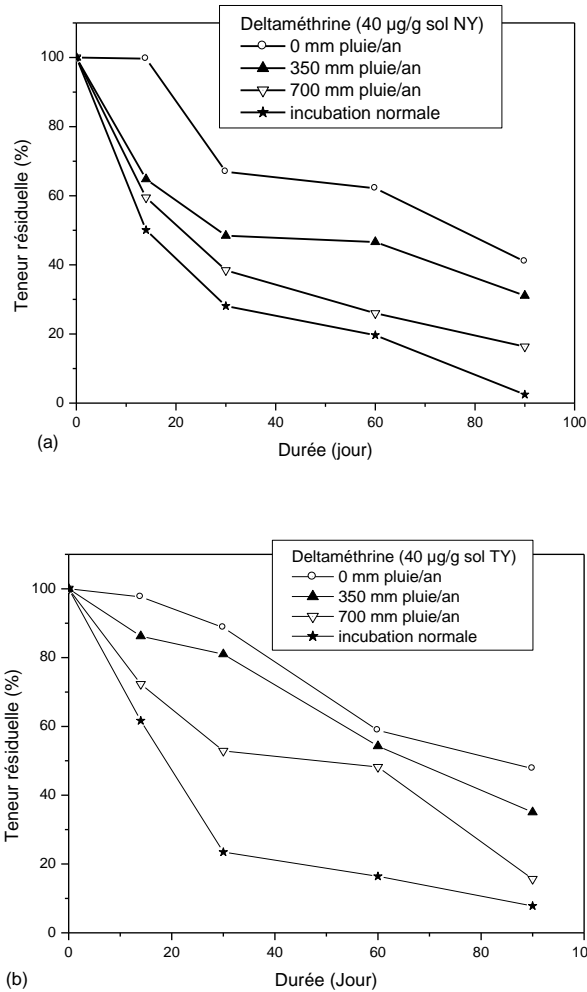 Deltaméthrine (40 µg/g sol NY)
0 mm pluie/an
350 mm pluie/an
700 mm pluie/an
incubation normale
Teneur résiduelle (%)
100
80
60
40
20
0
0 20 40 60 80 100
Durée (jour)
(a)
Deltaméthrine (40 µg/g sol TY)
0 mm pluie/an
350 mm pluie/an
700 mm pluie/an
incubation normale
Teneur résiduelle (%)
100
80
60
40
20
0
0 20 40 60 80 10
Durée (Jour)
(b)